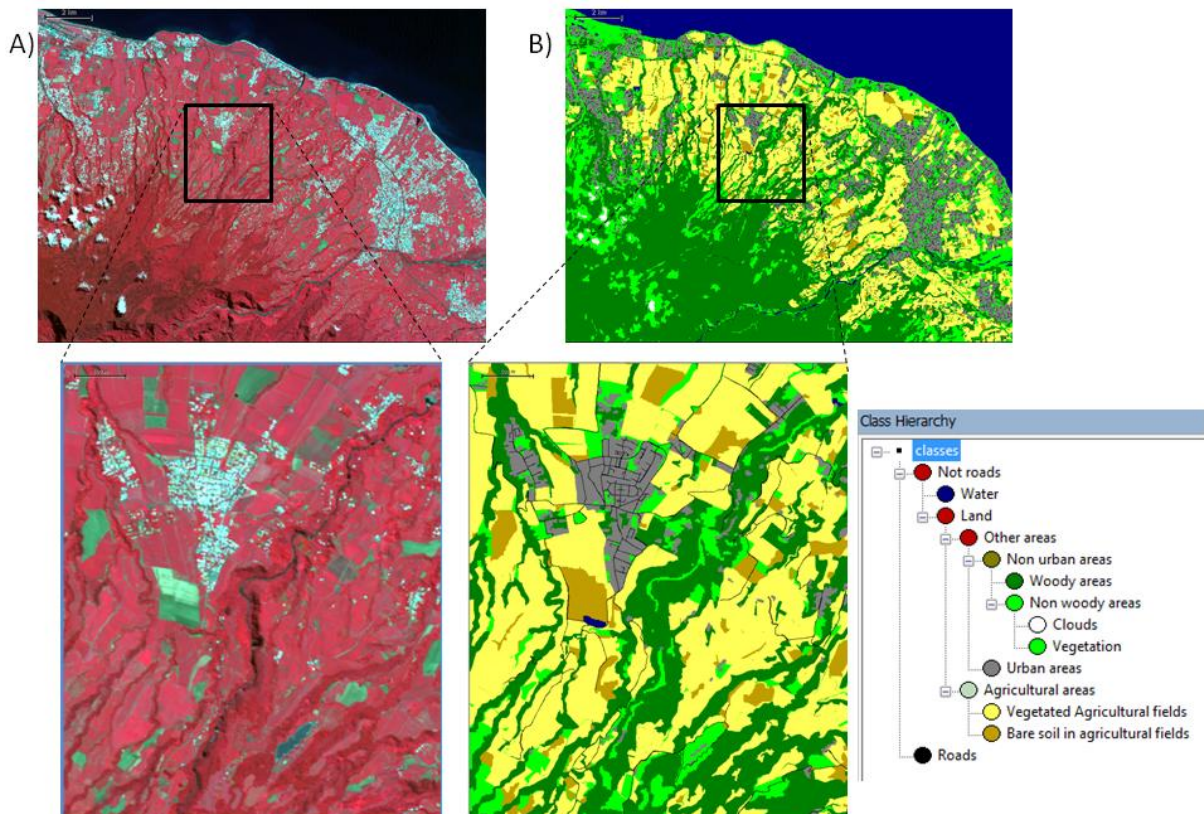 2 km
2 km
A)
B)
Class Hierarchy
classes
Not roads
Water
Land
Other areas
Non urban areas
Woody areas
Non woody areas
Clouds
Vegetation
Urban areas
Agricultural areas
Vegetated Agricultural fields
Bare soil in agricultural fields
Roads